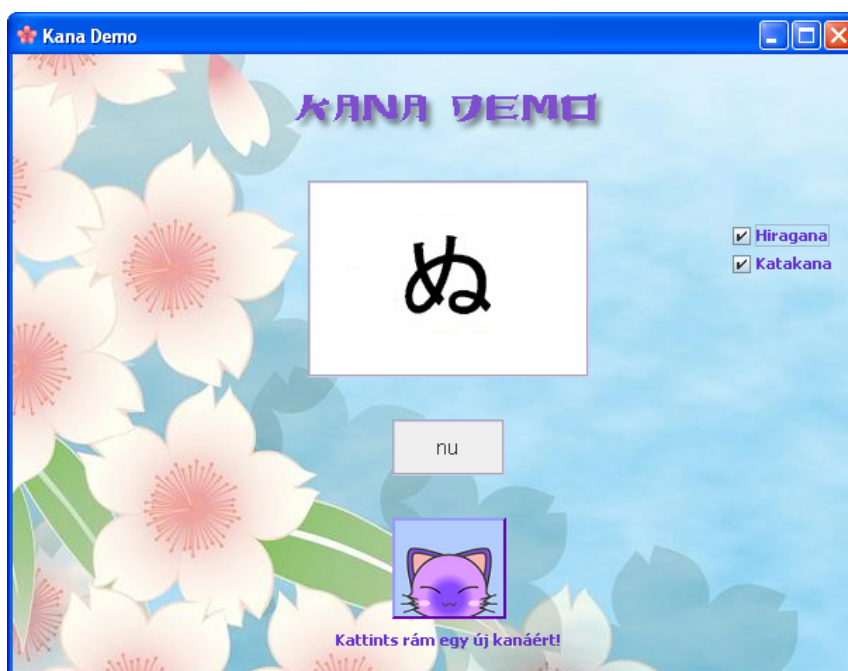 Kana Demo
KANA DEMO
ぬ
Hiragana
Katakana
nu
Kattints rám egy új kanáért!